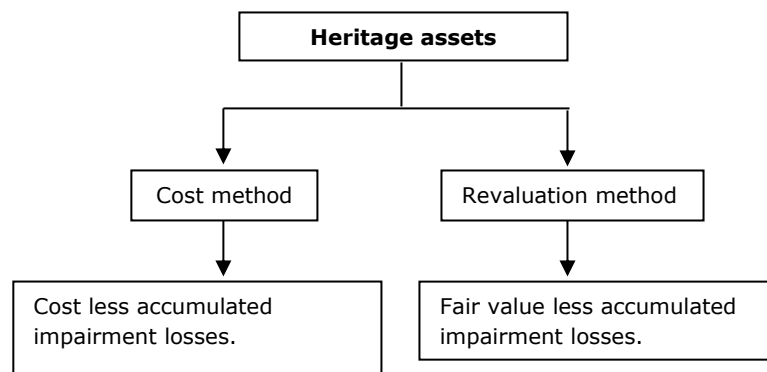 Heritage assets
Cost method
Revaluation method
Cost less accumulated
impairment losses.
Fair value less accumulated
impairment losses.